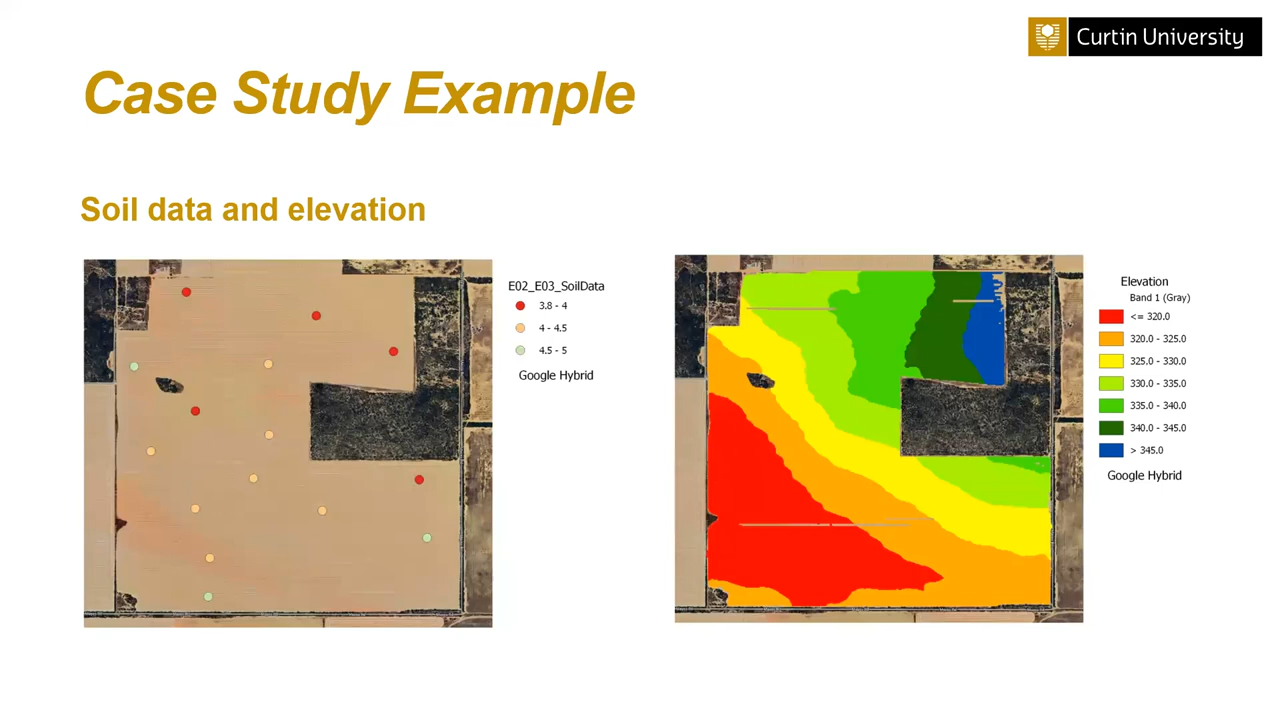 Curtin University
Case Study Example
Soil data and elevation
E02_E03_SoilData
3.8 - 4
4 - 4.5
4.5 - 5
Google Hybrid
Elevation
Band 1 (Gray)
<= 320.0
320.0 - 325.0
325.0 - 330.0
330.0 - 335.0
335.0 - 340.0
340.0 - 345.0
> 345.0
Google Hybrid